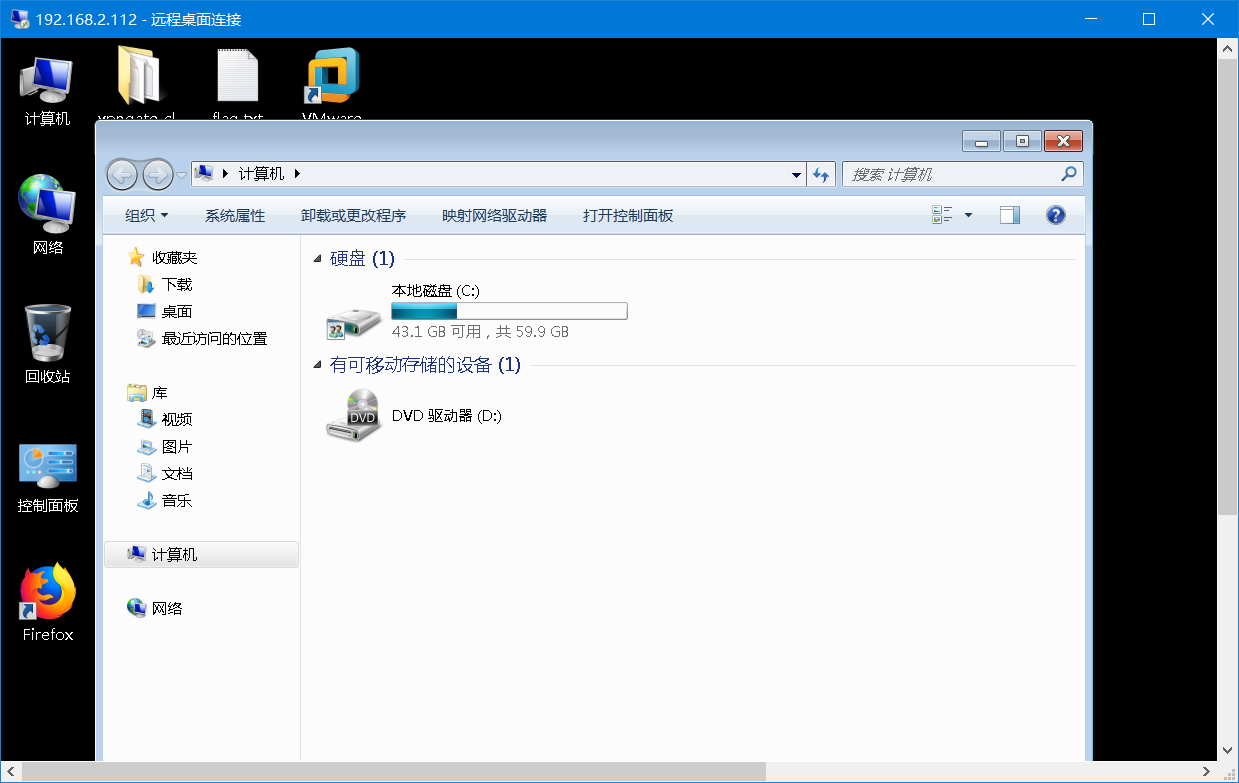 192.168.2.112 - 远程桌面连接
计算机
flag.txt
VMware
网络
回收站
控制面板
Firefox
计算机
搜索 计算机
组织
系统属性
卸载或更改程序
映射网络驱动器
打开控制面板
收藏夹
下载
桌面
最近访问的位置
库
视频
图片
文档
音乐
计算机
网络
硬盘 (1)
本地磁盘 (C:)
43.1 GB 可用，共 59.9 GB
有可移动存储的设备 (1)
DVD
DVD 驱动器 (D:)